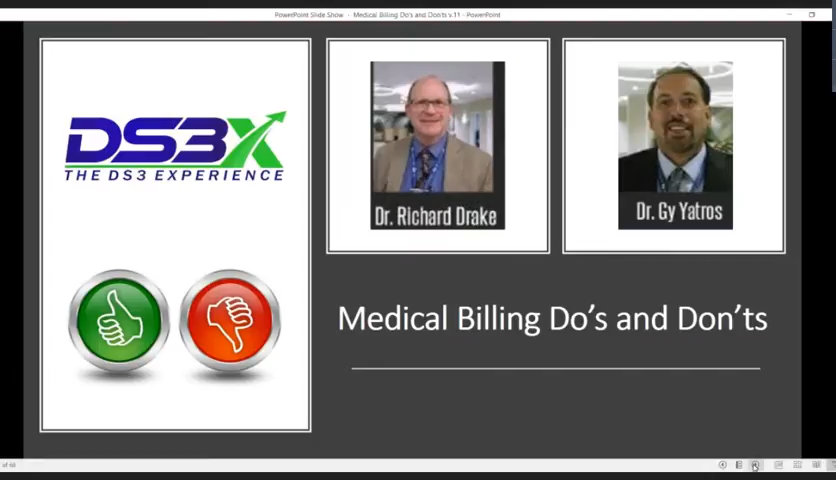 PowerPoint Slide Show - Medical Billing Do's and Don'ts v.11 - PowerPoint
DS3X
THE DS3 EXPERIENCE
Dr. Richard Drake
Dr. Gy Yatros
Medical Billing Do's and Don'ts